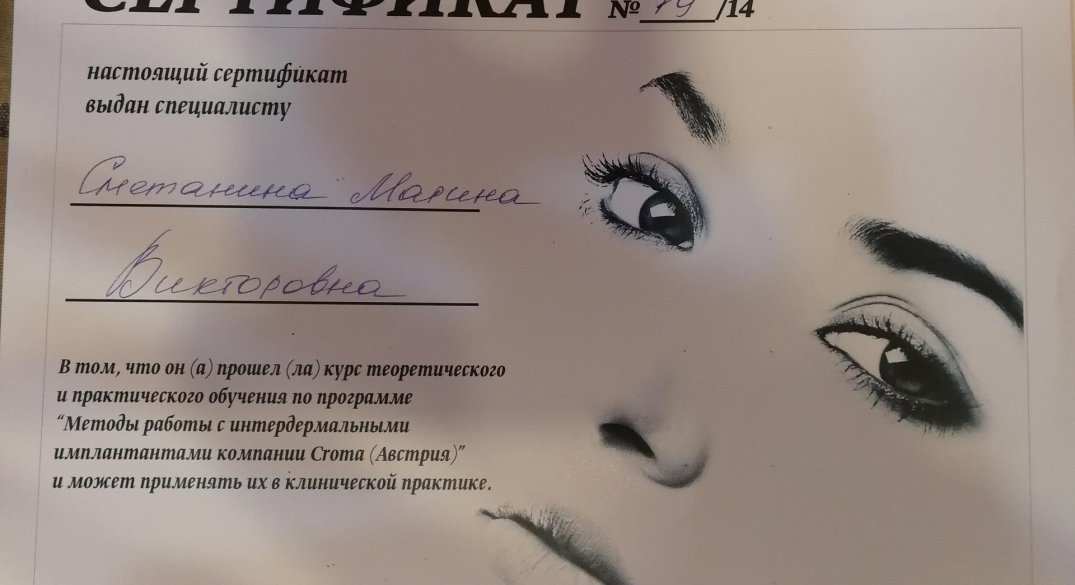 СЕРТИФИКАТ № 79 /14
настоящий сертификат
выдан специалисту
Сметанина Марина
Викторовна
В том, что он (а) прошел (ла) курс теоретического
и практического обучения по программе
“Методы работы с интердермальными
имплантантами компании Croma (Австрия)”
и может применять их в клинической практике.